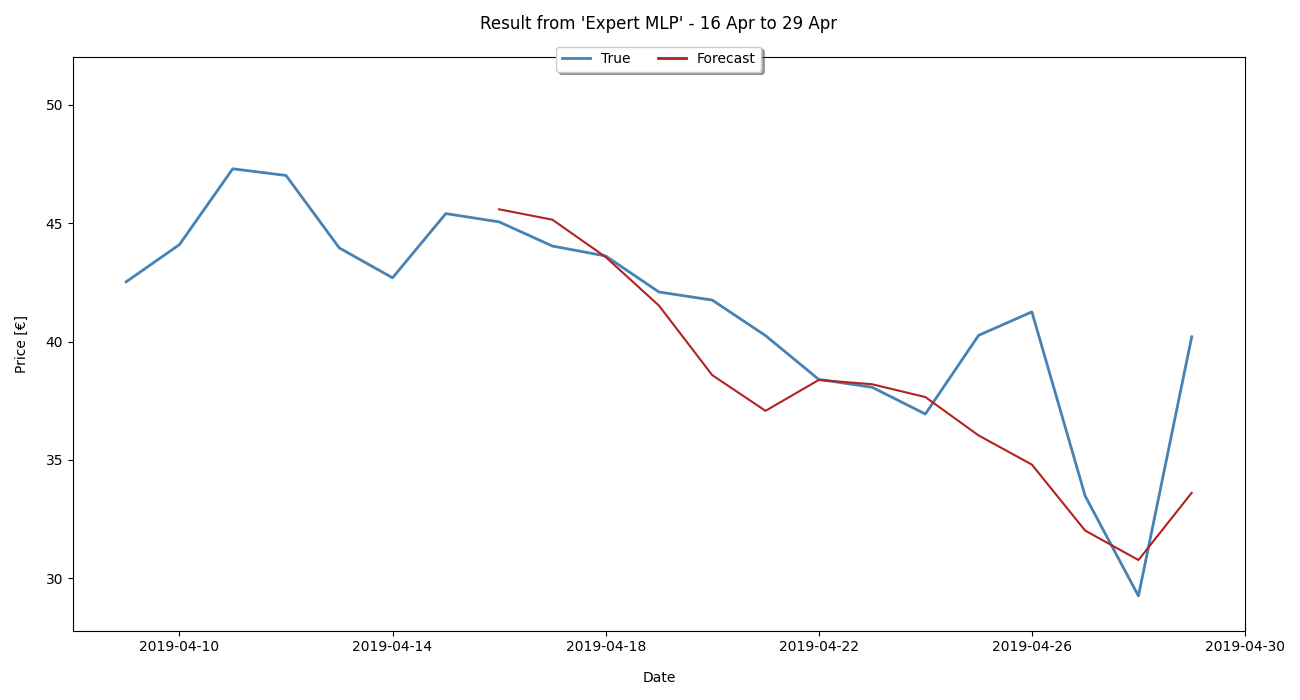 Result from 'Expert MLP' - 16 Apr to 29 Apr
True Forecast
Price [€]
50
45
40
35
30
2019-04-10 2019-04-14 2019-04-18 2019-04-22 2019-04-26 2019-04-30
Date